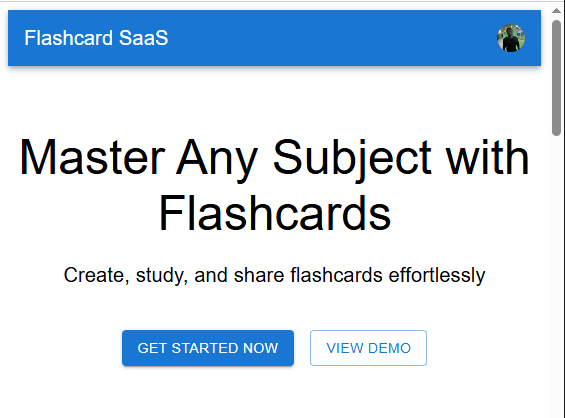 Flashcard SaaS
Master Any Subject with
Flashcards
Create, study, and share flashcards effortlessly
GET STARTED NOW
VIEW DEMO